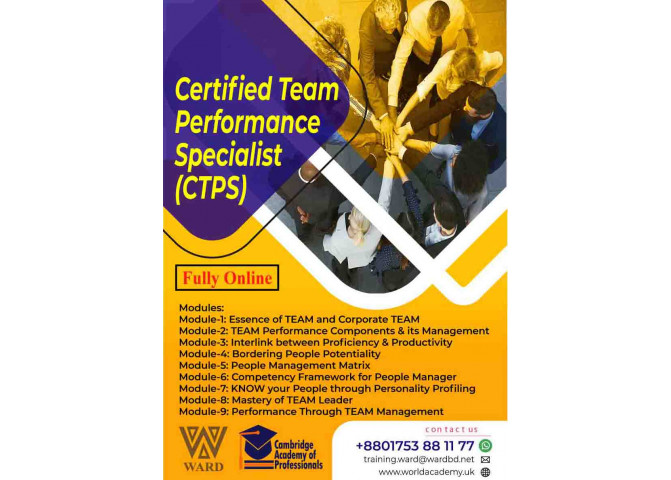 Certified Team
Performance
Specialist
(CTPS)
Fully Online
Modules:
Module-1: Essence of TEAM and Corporate TEAM
Module-2: TEAM Performance Components & its Management
Module-3: Interlink between Proficiency & Productivity
Module-4: Bordering People Potentiality
Module-5: People Management Matrix
Module-6: Competency Framework for People Manager
Module-7: KNOW your People through Personality Profiling
Module-8: Mastery of TEAM Leader
Module-9: Performance Through TEAM Management
WARD
Cambridge
Academy of
Professionals
contact us
+8801753 88 11 77
training.ward@wardbd.net
www.worldacademy.uk